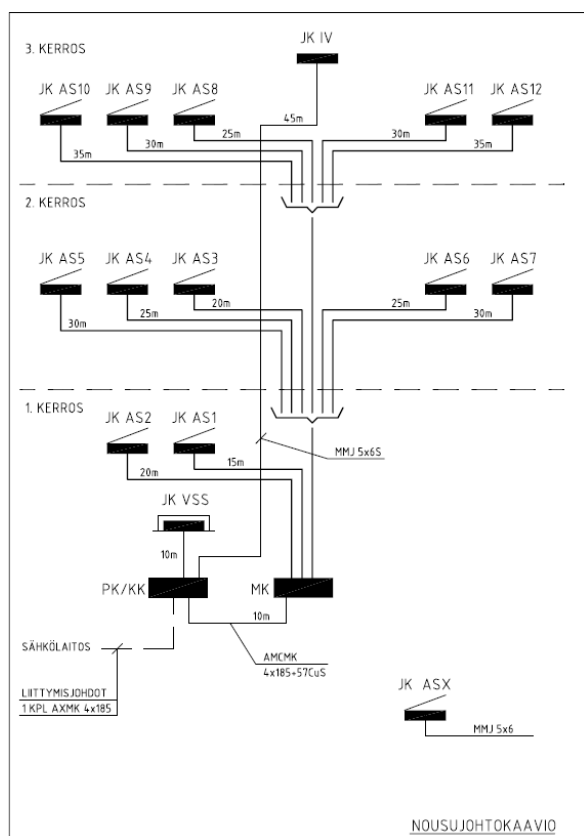 3. KERROS
JK IV
JK AS10 JK AS9 JK AS8 JK AS11 JK AS12
45m
25m 30m
30m 35m
35m
2. KERROS
JK AS5 JK AS4 JK AS3 JK AS6 JK AS7
20m 25m
25m 30m
30m
1. KERROS
JK AS2 JK AS1
MMJ 5x6S
15m
20m
JK VSS
10m
PK/KK MK
10m
SÄHKÖLAITOS
AMCMK
4x185+57CuS
LIITTYMISJOHDOT
1 KPL AXMK 4x185
JK ASX
MMJ 5x6
NOUSUJOHTOKAAVIO